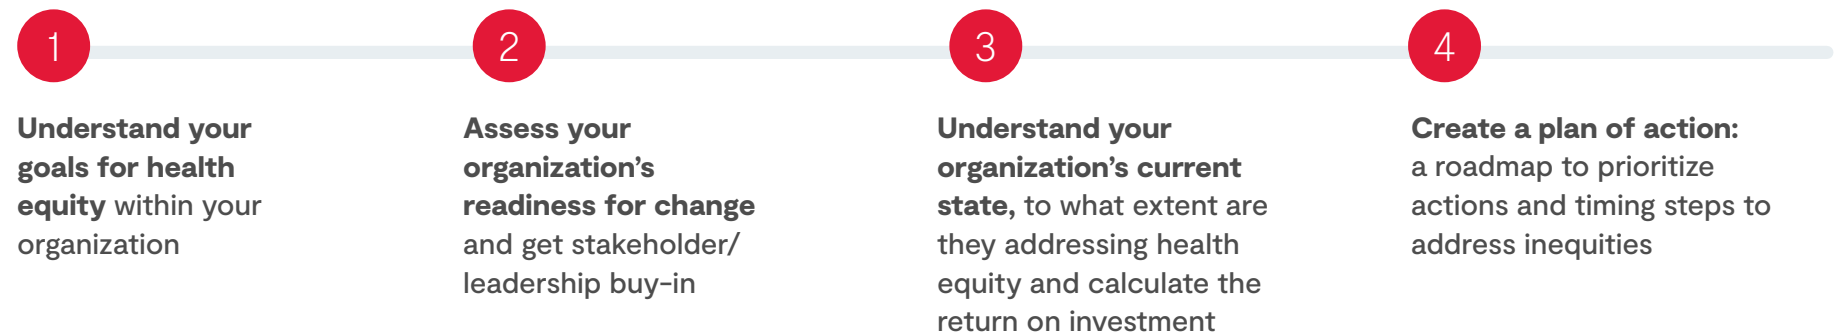 1
Understand your
goals for health
equity within your
organization
2
Assess your
organization’s
readiness for change
and get stakeholder/
leadership buy-in
3
Understand your
organization’s current
state, to what extent are
they addressing health
equity and calculate the
return on investment
4
Create a plan of action:
a roadmap to prioritize
actions and timing steps to
address inequities